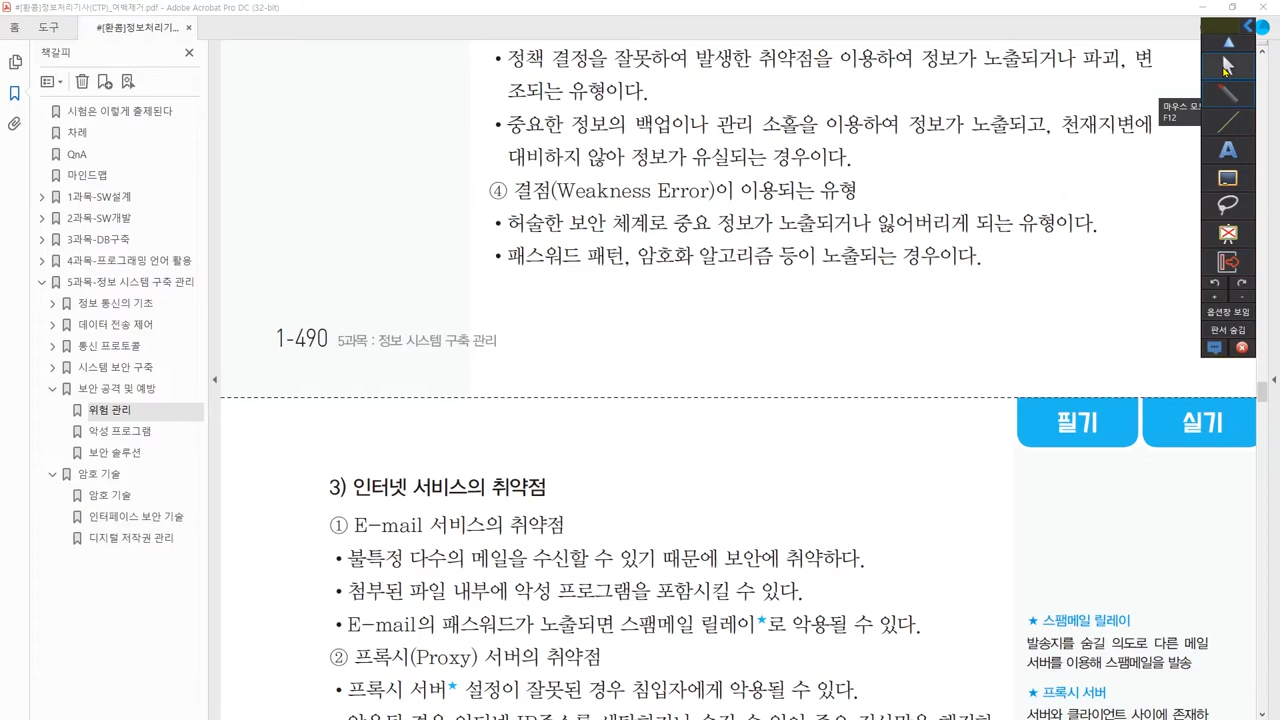 #[환콤]정보처리기사(CTP)_여백제거.pdf - Adobe Acrobat Pro DC (32-bit)
홈 도구 #[환콤]정보처리기... ×
책갈피
시험은 이렇게 출제된다
차례
QnA
마인드맵
1과목-SW설계
2과목-SW개발
3과목-DB구축
4과목-프로그래밍 언어 활용
5과목-정보 시스템 구축 관리
정보 통신의 기초
데이터 전송 제어
통신 프로토콜
시스템 보안 구축
보안 공격 및 예방
위험 관리
악성 프로그램
보안 솔루션
암호 기술
암호 기술
인터페이스 보안 기술
디지털 저작권 관리
• 정책 결정을 잘못하여 발생한 취약점을 이용하여 정보가 노출되거나 파괴, 변
조되는 유형이다.
• 중요한 정보의 백업이나 관리 소홀을 이용하여 정보가 노출되고, 천재지변에
대비하지 않아 정보가 유실되는 경우이다.
④ 결점(Weakness Error)이 이용되는 유형
• 허술한 보안 체계로 중요 정보가 노출되거나 잃어버리게 되는 유형이다.
• 패스워드 패턴, 암호화 알고리즘 등이 노출되는 경우이다.
1-490 5과목 : 정보 시스템 구축 관리
필기 실기
3) 인터넷 서비스의 취약점
① E-mail 서비스의 취약점
• 불특정 다수의 메일을 수신할 수 있기 때문에 보안에 취약하다.
• 첨부된 파일 내부에 악성 프로그램을 포함시킬 수 있다.
• E-mail의 패스워드가 노출되면 스팸메일 릴레이★로 악용될 수 있다.
② 프록시(Proxy) 서버의 취약점
• 프록시 서버★ 설정이 잘못된 경우 침입자에게 악용될 수 있다.
★ 스팸메일 릴레이
발송지를 숨길 의도로 다른 메일
서버를 이용해 스팸메일을 발송
★ 프록시 서버
서버와 클라이언트 사이에 존재하
마우스 모
F12
A
옵션창 보임
판서 숨김